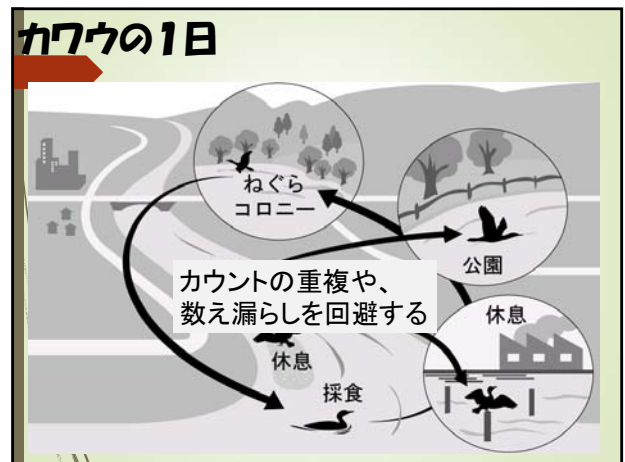 カワウの1日
ねぐら
コロニー
公園
カウントの重複や、
数え漏らしを回避する
休息
休息
採食